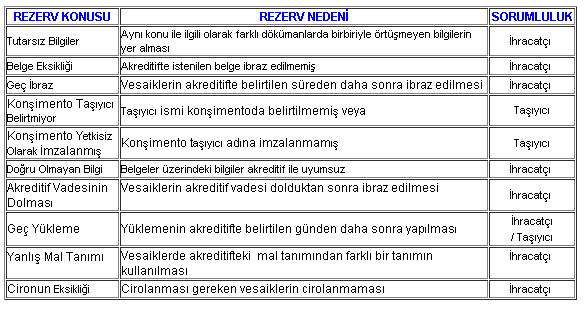 REZERV KONUSU REZERV NEDENİ SORUMLULUK
Tutarsız Bilgiler Aynı konu ile ilgili olarak farklı dökümanlarda birbiriyle örtüşmeyen bilgilerin yer alması İhracatçı
Belge Eksikliği Akreditifte istenilen belge ibraz edilmemiş İhracatçı
Geç İbraz Vesaiklerin akreditifte belirtilen süreden daha sonra ibraz edilmesi İhracatçı
Konşimento Taşıyıcı Belirtmiyor Taşıyıcı ismi konşimentoda belirtilmemiş veya Taşıyıcı
Konşimento Yetkisiz Olarak İmzalanmış Konşimento taşıyıcı adına imzalanmamış Taşıyıcı
Doğru Olmayan Bilgi Belgeler üzerindeki bilgiler akreditif ile uyumsuz İhracatçı
Akreditif Vadesinin Dolması Vesaiklerin akreditif vadesi dolduktan sonra ibraz edilmesi İhracatçı
Geç Yükleme Yüklemenin akreditifte belirtilen günden daha sonra yapılması İhracatçı / Taşıyıcı
Yanlış Mal Tanımı Vesaiklerde akreditifteki mal tanımından farklı bir tanımın kullanılması İhracatçı
Cironun Eksikliği Cirolanması gereken vesaiklerin cirolanmaması İhracatçı